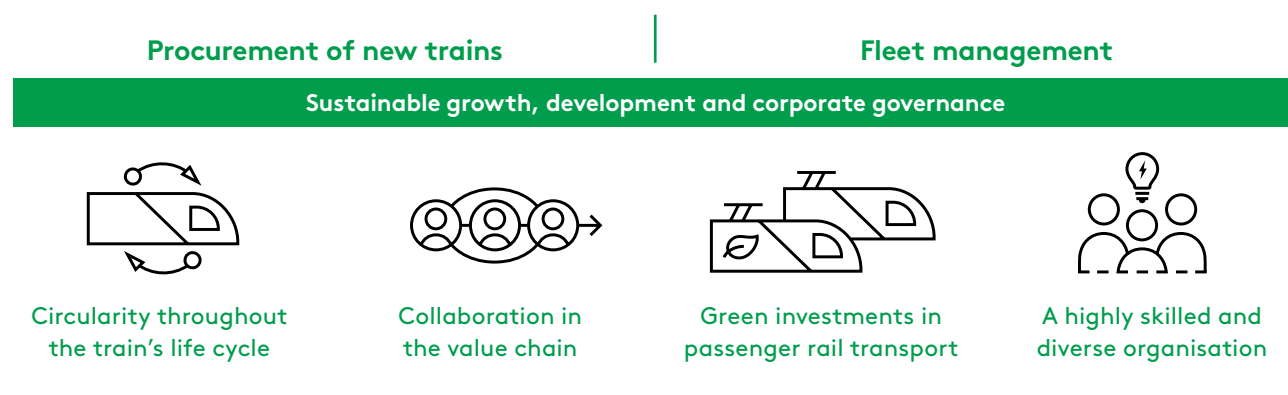 Procurement of new trains
Fleet management
Sustainable growth, development and corporate governance
Circularity throughout
the train’s life cycle
Collaboration in
the value chain
Green investments in
passenger rail transport
A highly skilled and
diverse organisation